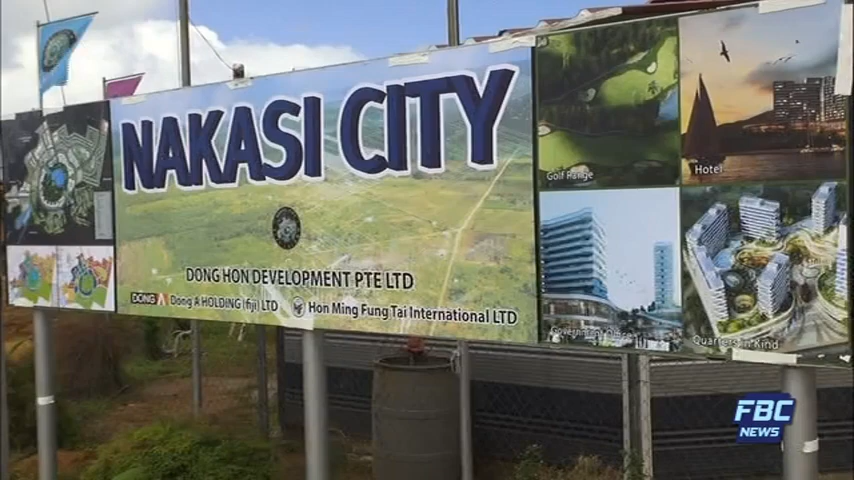 NAKASI CITY
DONG HON DEVELOPMENT PTE LTD
DONG A Dong A HOLDING (fiji) LTD Hon Ming Fung Tai International LTD
Golf Range
Hotel
Government
Quarters in Kind
FBC
NEWS